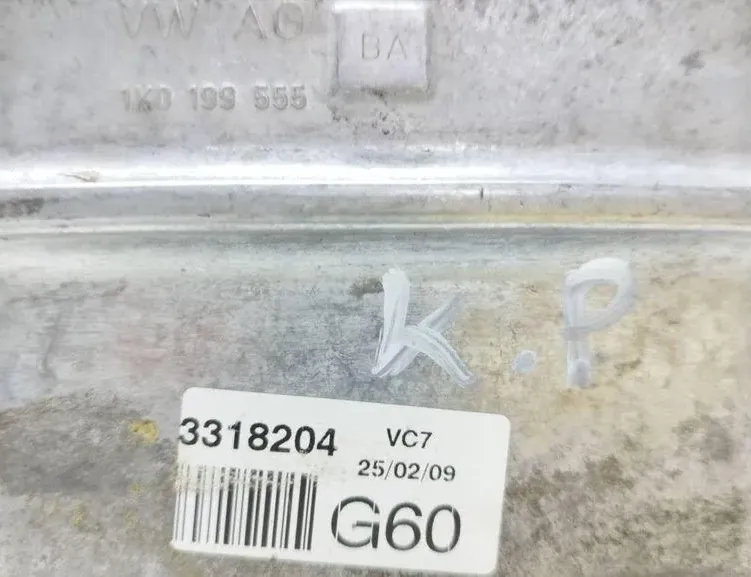 VW AG
BA
1K0 199 555
K.P
3318204
VC7
25/02/09
G60